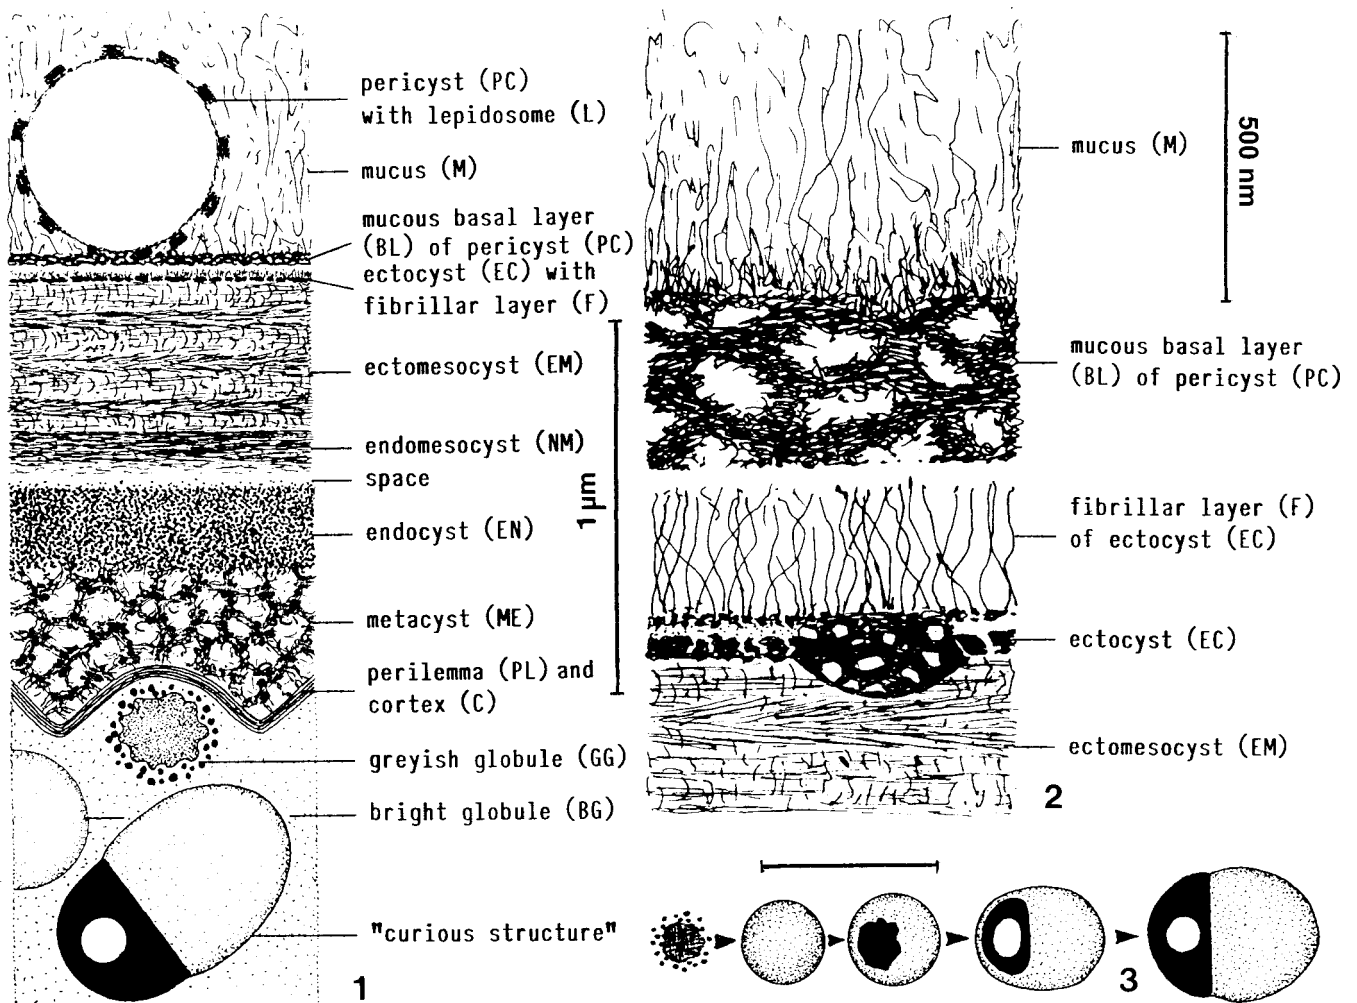 pericyst (PC)
with lepidosome (L)
mucus (M)
mucous basal layer
(BL) of pericyst (PC)
ectocyst (EC) with
fibrillar layer (F)
ectomesocyst (EM)
endomesocyst (NM)
space
endocyst (EN)
metacyst (ME)
perilemma (PL) and
cortex (C)
greyish globule (GG)
bright globule (BG)
"curious structure"
1
1µm
mucus (M)
500 nm
mucous basal layer
(BL) of pericyst (PC)
fibrillar layer (F)
of ectocyst (EC)
ectocyst (EC)
ectomesocyst (EM)
2
3